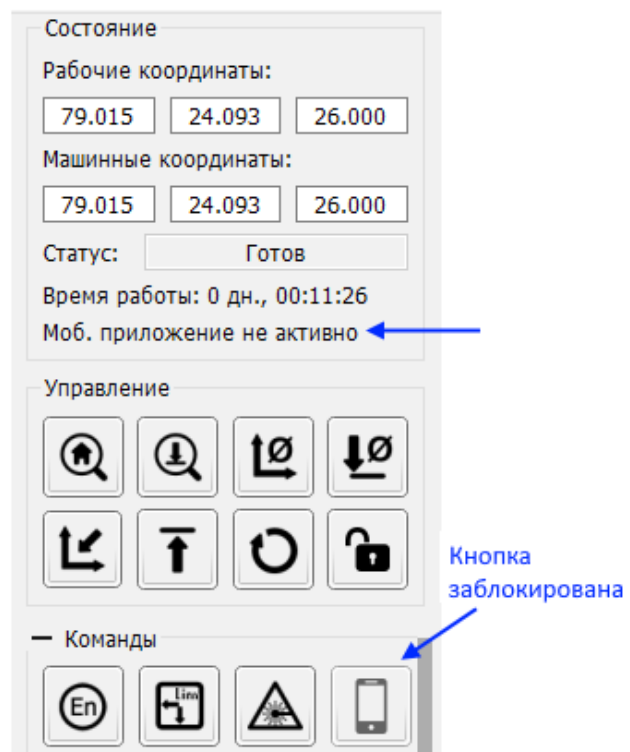 Состояние
Рабочие координаты:
79.015 24.093 26.000
Машинные координаты:
79.015 24.093 26.000
Статус: Готов
Время работы: 0 дн., 00:11:26
Моб. приложение не активно
Управление
Ø Ø
Кнопка
заблокирована
Команды
En Linn